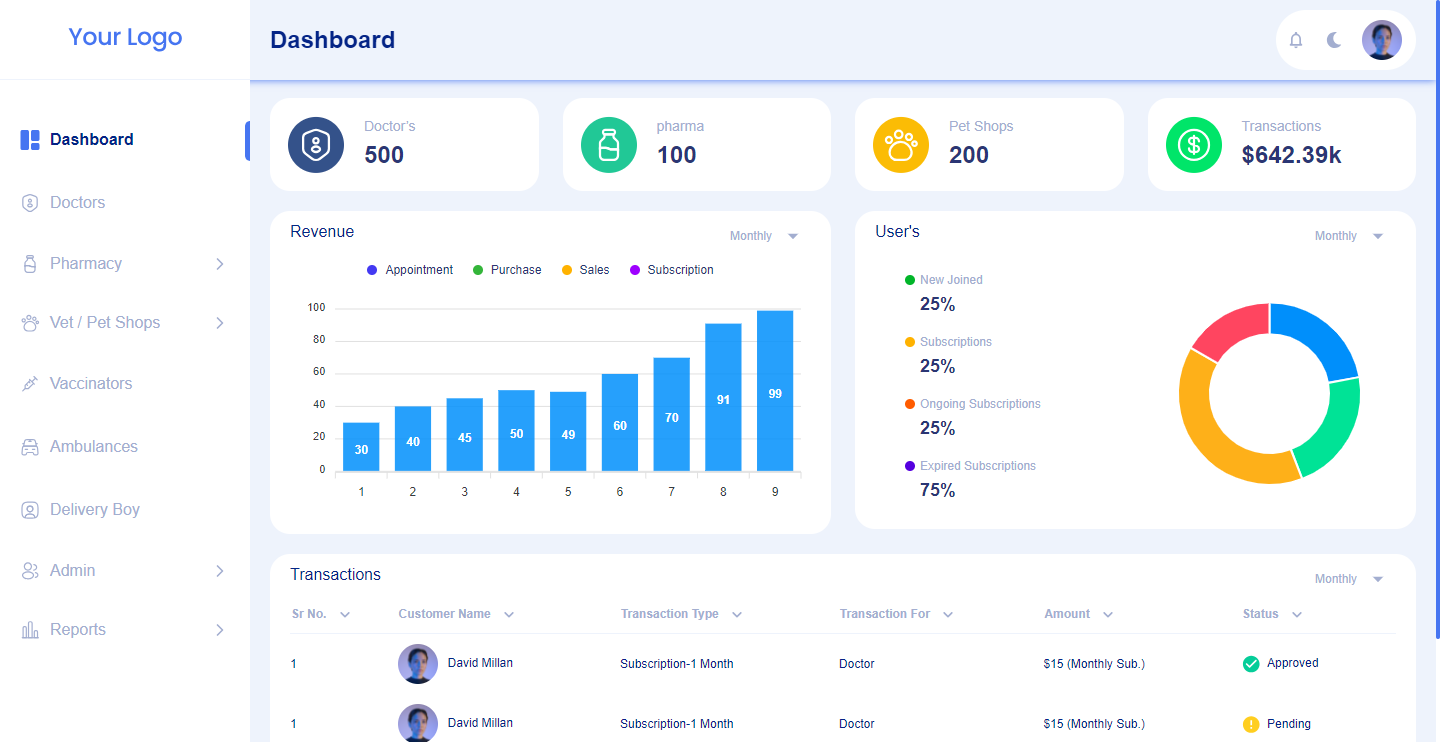 Your Logo
Dashboard
Dashboard
Doctors
Pharmacy
Vet / Pet Shops
Vaccinators
Ambulances
Delivery Boy
Admin
Reports
Doctor's
500
pharma
100
Pet Shops
200
Transactions
$642.39k
Revenue
Monthly
Appointment Purchase Sales Subscription
100
80
60
40
20
0
30 40 45 50 49 60 70 91 99
1 2 3 4 5 6 7 8 9
User's
Monthly
New Joined
25%
Subscriptions
25%
Ongoing Subscriptions
25%
Expired Subscriptions
75%
Transactions
Monthly
Sr No. Customer Name Transaction Type Transaction For Amount Status
1 David Millan Subscription-1 Month Doctor $15 (Monthly Sub.) Approved
1 David Millan Subscription-1 Month Doctor $15 (Monthly Sub.) Pending